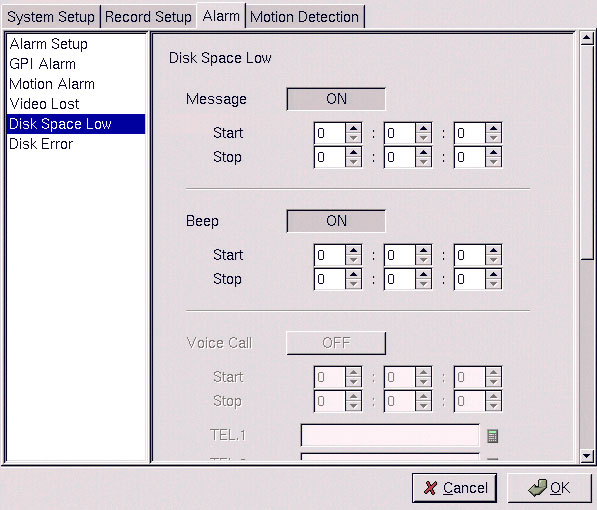 System Setup Record Setup Alarm Motion Detection
Alarm Setup
GPI Alarm
Motion Alarm
Video Lost
Disk Space Low
Disk Error
Disk Space Low
Message ON
Start 0 : 0 : 0
Stop 0 : 0 : 0
Beep ON
Start 0 : 0 : 0
Stop 0 : 0 : 0
Voice Call OFF
Start 0 : 0 : 0
Stop 0 : 0 : 0
TEL.1
Cancel OK